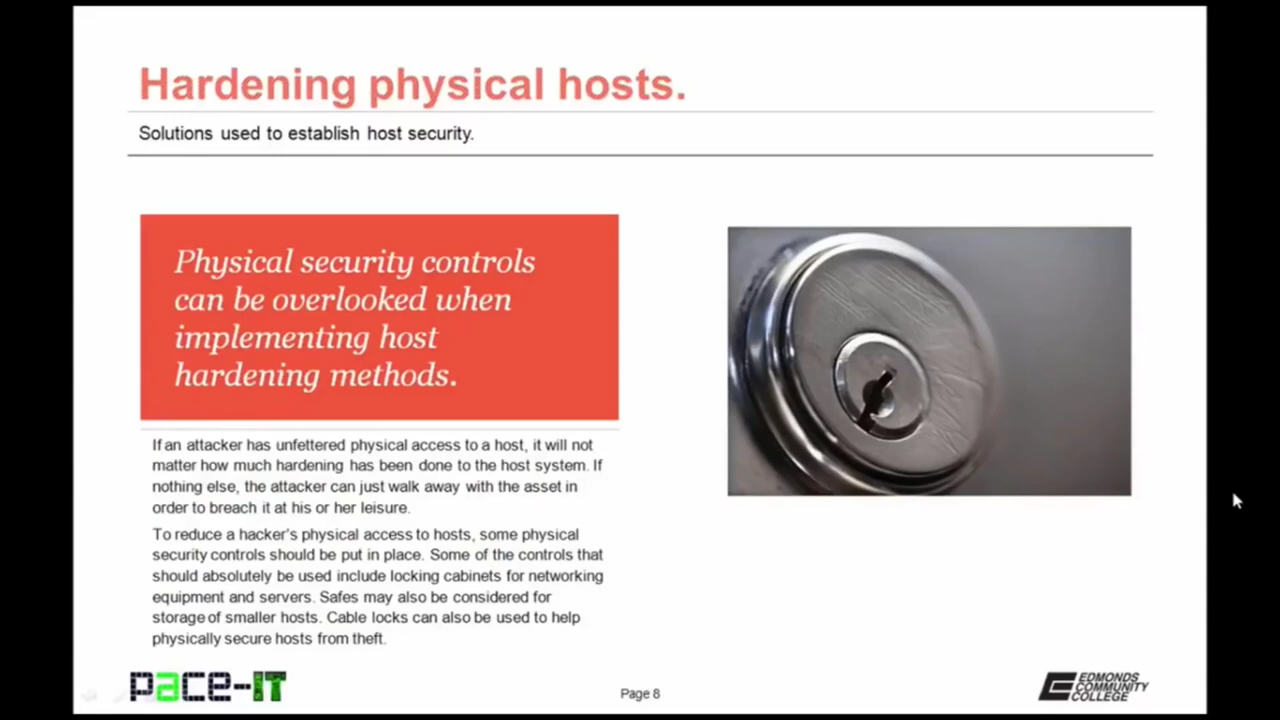 Hardening physical hosts.
Solutions used to establish host security.
Physical security controls
can be overlooked when
implementing host
hardening methods.
If an attacker has unfettered physical access to a host, it will not
matter how much hardening has been done to the host system. If
nothing else, the attacker can just walk away with the asset in
order to breach it at his or her leisure.
To reduce a hacker's physical access to hosts, some physical
security controls should be put in place. Some of the controls that
should absolutely be used include locking cabinets for networking
equipment and servers. Safes may also be considered for
storage of smaller hosts. Cable locks can also be used to help
physically secure hosts from theft.
pace-IT
Page 8
EDMONDS
COMMUNITY
COLLEGE